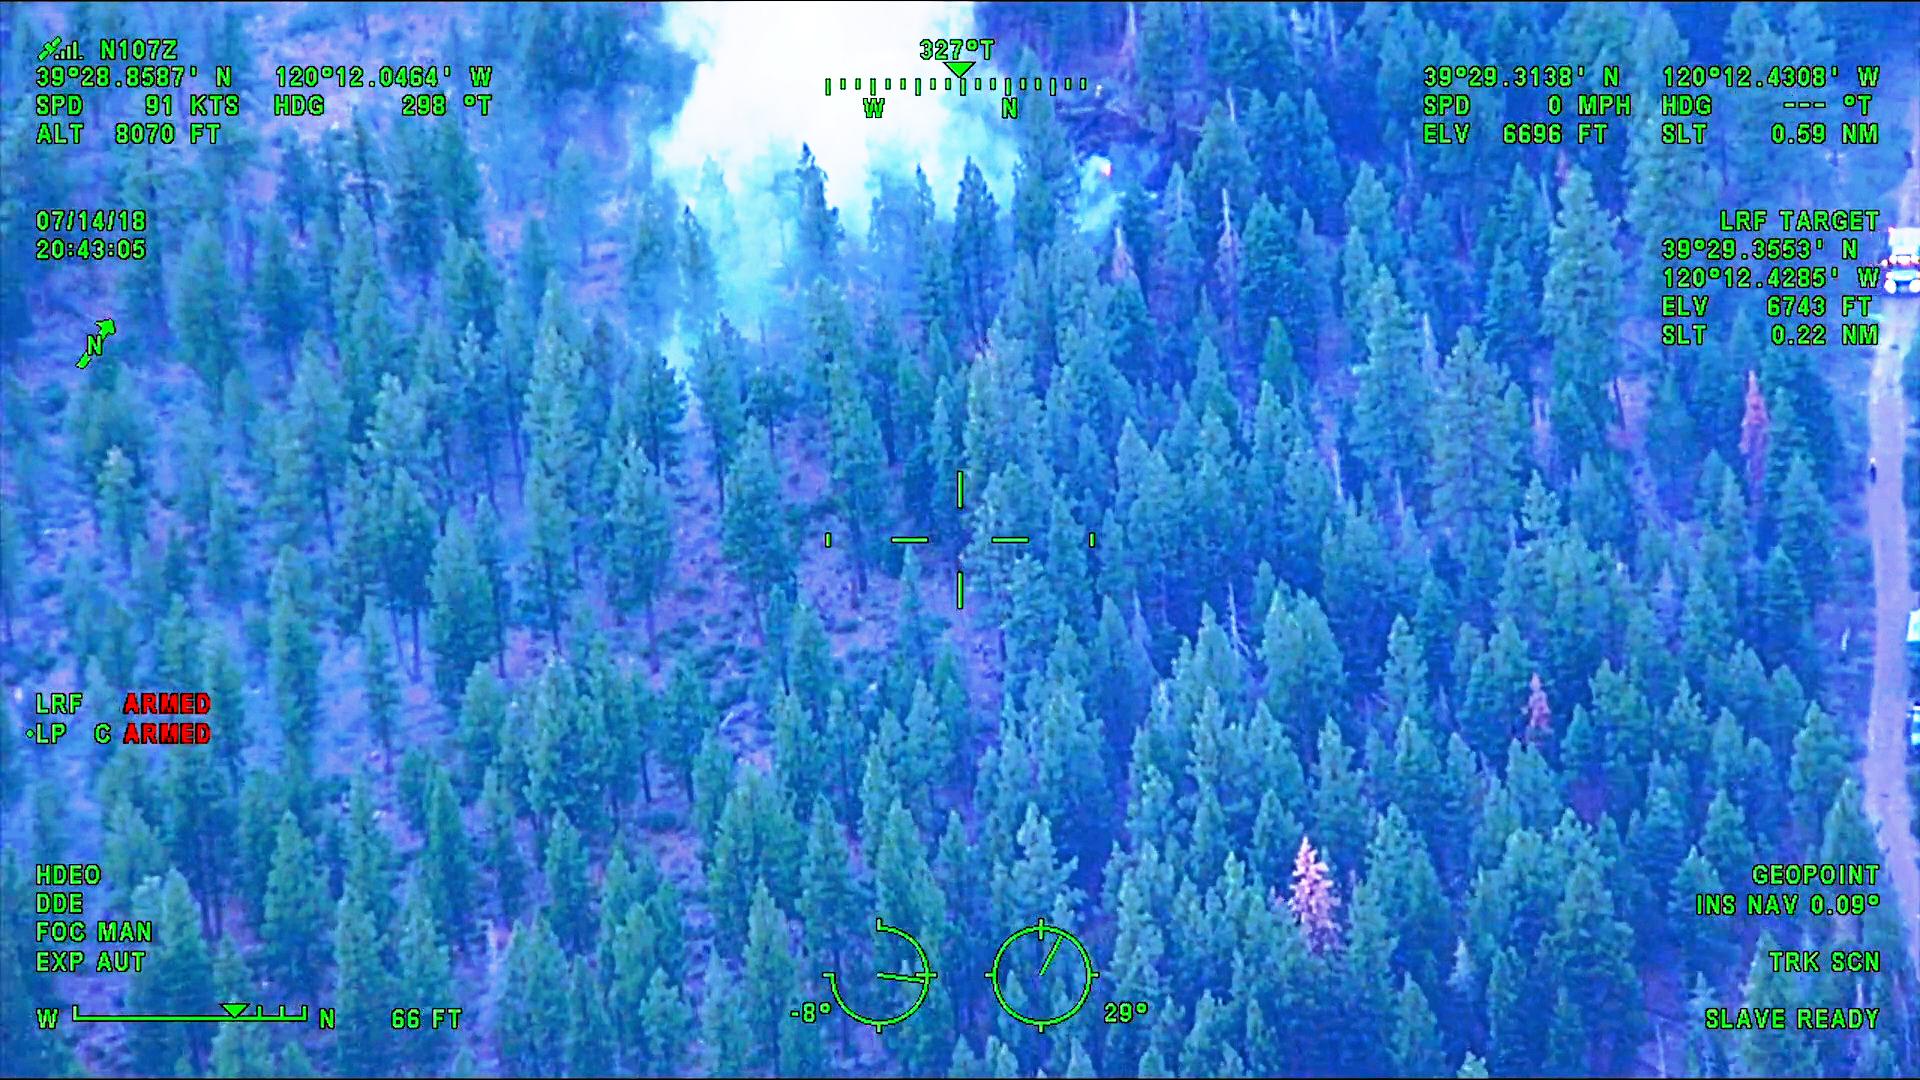 N107Z
39°28.8587' N 120°12.0464' W
SPD 91 KTS HDG 298 °T
ALT 8070 FT
07/14/18
20:43:05
N
327°T
W N
39°29.3138' N 120°12.4308' W
SPD 0 MPH HDG --- °T
ELV 6696 FT SLT 0.59 NM
LRF TARGET
39°29.3553' N
120°12.4285' W
ELV 6743 FT
SLT 0.22 NM
LRF ARMED
LP C ARMED
HDEO
DDE
FOC MAN
EXP AUT
W N 66 FT
-8°
29°
GEOPOINT
INS NAV 0.09°
TRK SCN
SLAVE READY